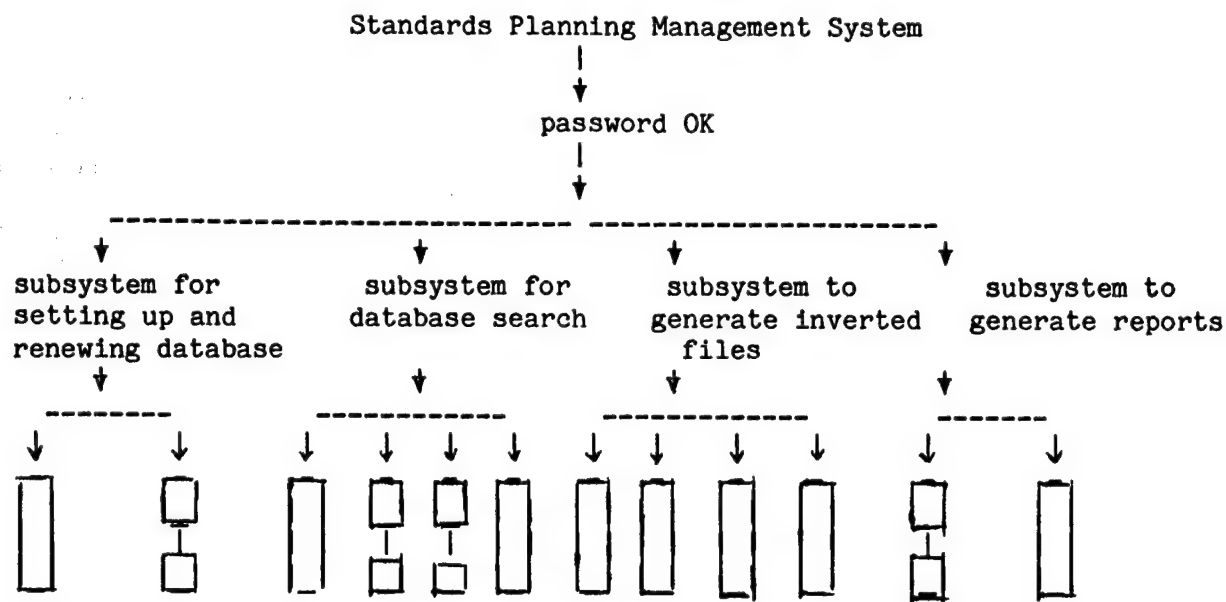 Standards Planning Management System
password OK
subsystem for
setting up and
renewing database
subsystem for
database search
subsystem to
generate inverted
files
subsystem to
generate reports